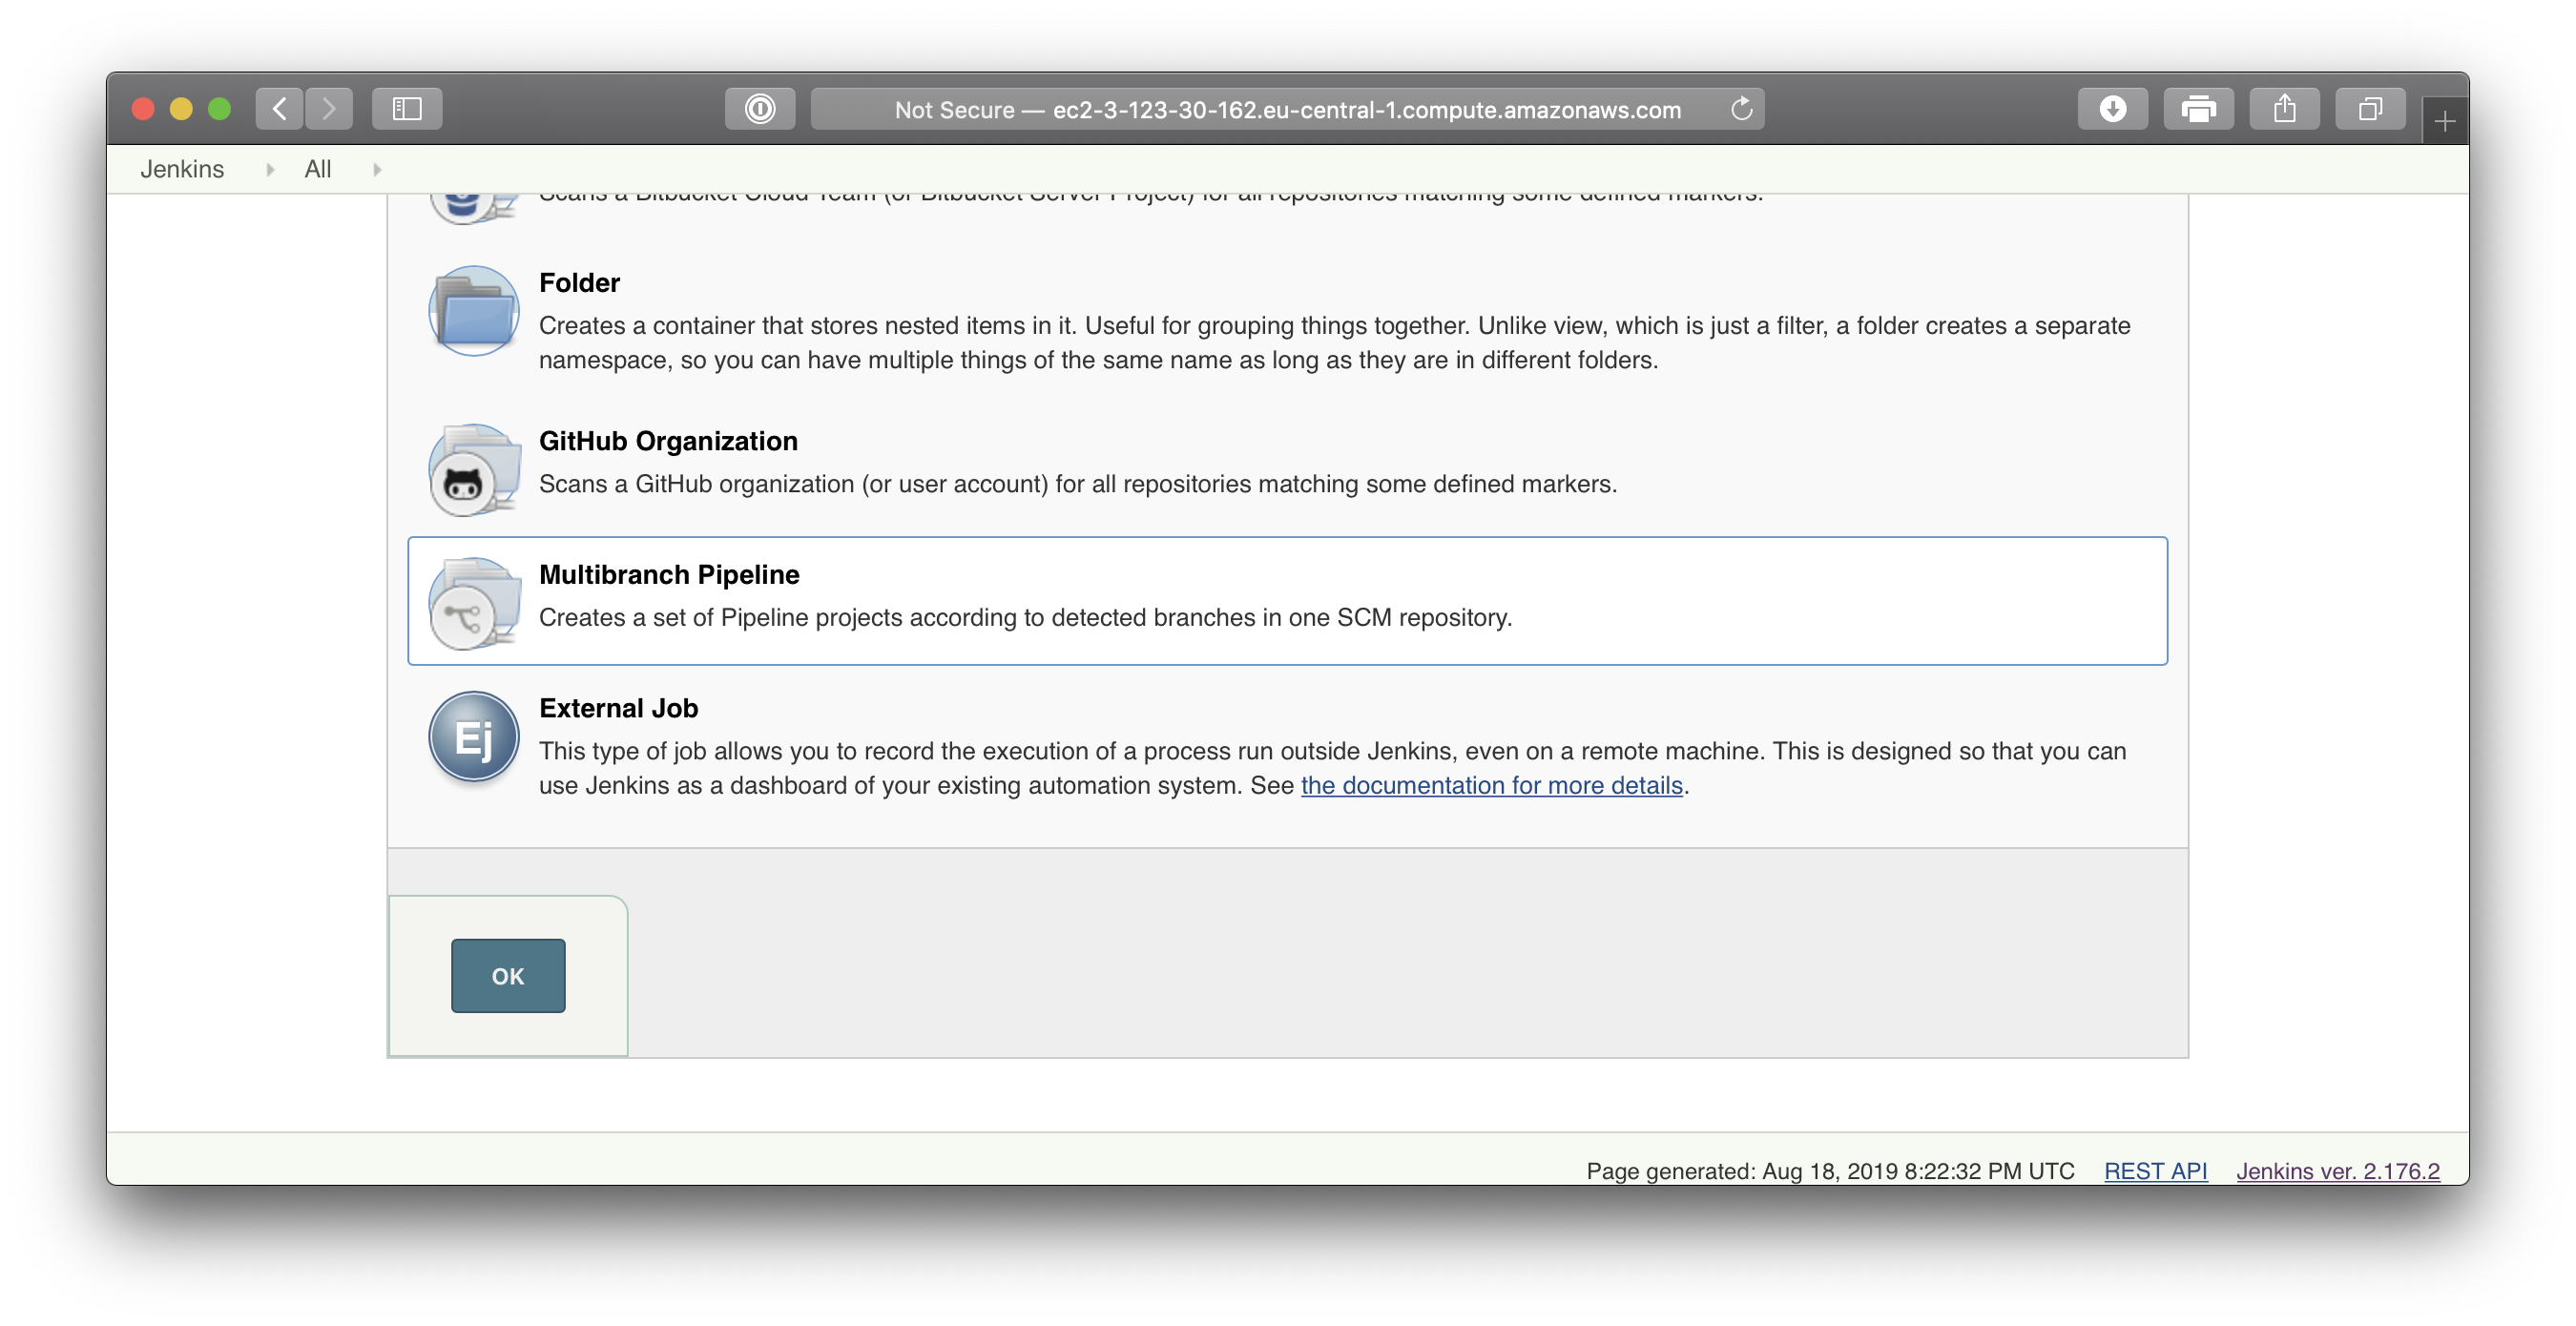 Not Secure — ec2-3-123-30-162.eu-central-1.compute.amazonaws.com
Jenkins
All
Scans a Bitbucket Cloud Team (or Bitbucket Server Project) for all repositories matching some defined markers.
Folder
Creates a container that stores nested items in it. Useful for grouping things together. Unlike view, which is just a filter, a folder creates a separate
namespace, so you can have multiple things of the same name as long as they are in different folders.
GitHub Organization
Scans a GitHub organization (or user account) for all repositories matching some defined markers.
Multibranch Pipeline
Creates a set of Pipeline projects according to detected branches in one SCM repository.
Ej
External Job
This type of job allows you to record the execution of a process run outside Jenkins, even on a remote machine. This is designed so that you can
use Jenkins as a dashboard of your existing automation system. See the documentation for more details.
OK
Page generated: Aug 18, 2019 8:22:32 PM UTC REST API Jenkins ver. 2.176.2